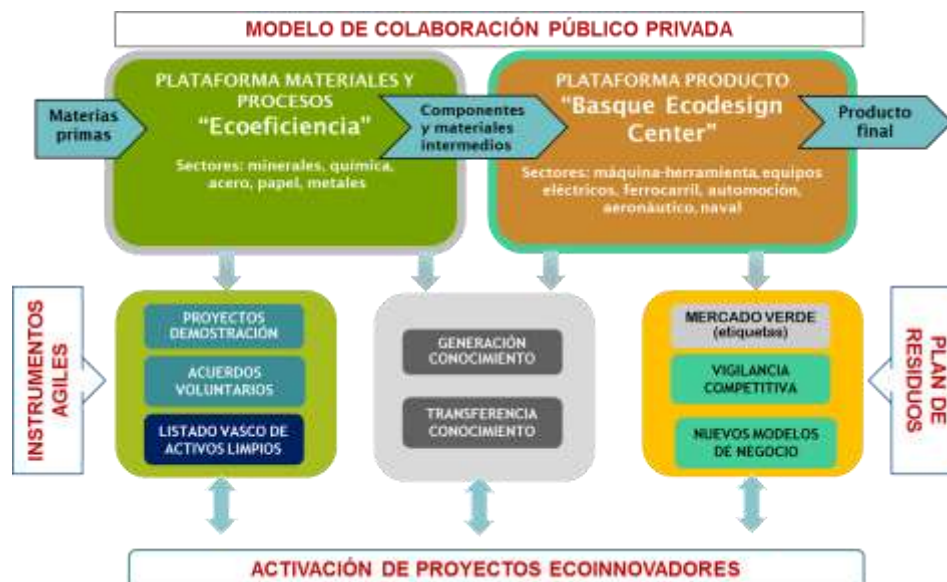 MODELO DE COLABORACIÓN PÚBLICO PRIVADA
Materias
primas
PLATAFORMA MATERIALES Y
PROCESOS
"Ecoeficiencia"
Sectores: minerales, química,
acero, papel, metales
Componentes
y materiales
intermedios
PLATAFORMA PRODUCTO
"Basque Ecodesign
Center"
Sectores: máquina-herramienta, equipos
eléctricos, ferrocarril, automoción,
aeronáutico, naval
Producto
final
INSTRUMENTOS
AGILES
PROYECTOS
DEMOSTRACIÓN
ACUERDOS
VOLUNTARIOS
LISTADO VASCO DE
ACTIVOS LIMPIOS
GENERACIÓN
CONOCIMIENTO
TRANSFERENCIA
CONOCIMIENTO
MERCADO VERDE
(etiquetas)
VIGILANCIA
COMPETITIVA
NUEVOS MODELOS
DE NEGOCIO
PLAN DE
RESIDUOS
ACTIVACIÓN DE PROYECTOS ECOINNOVADORES